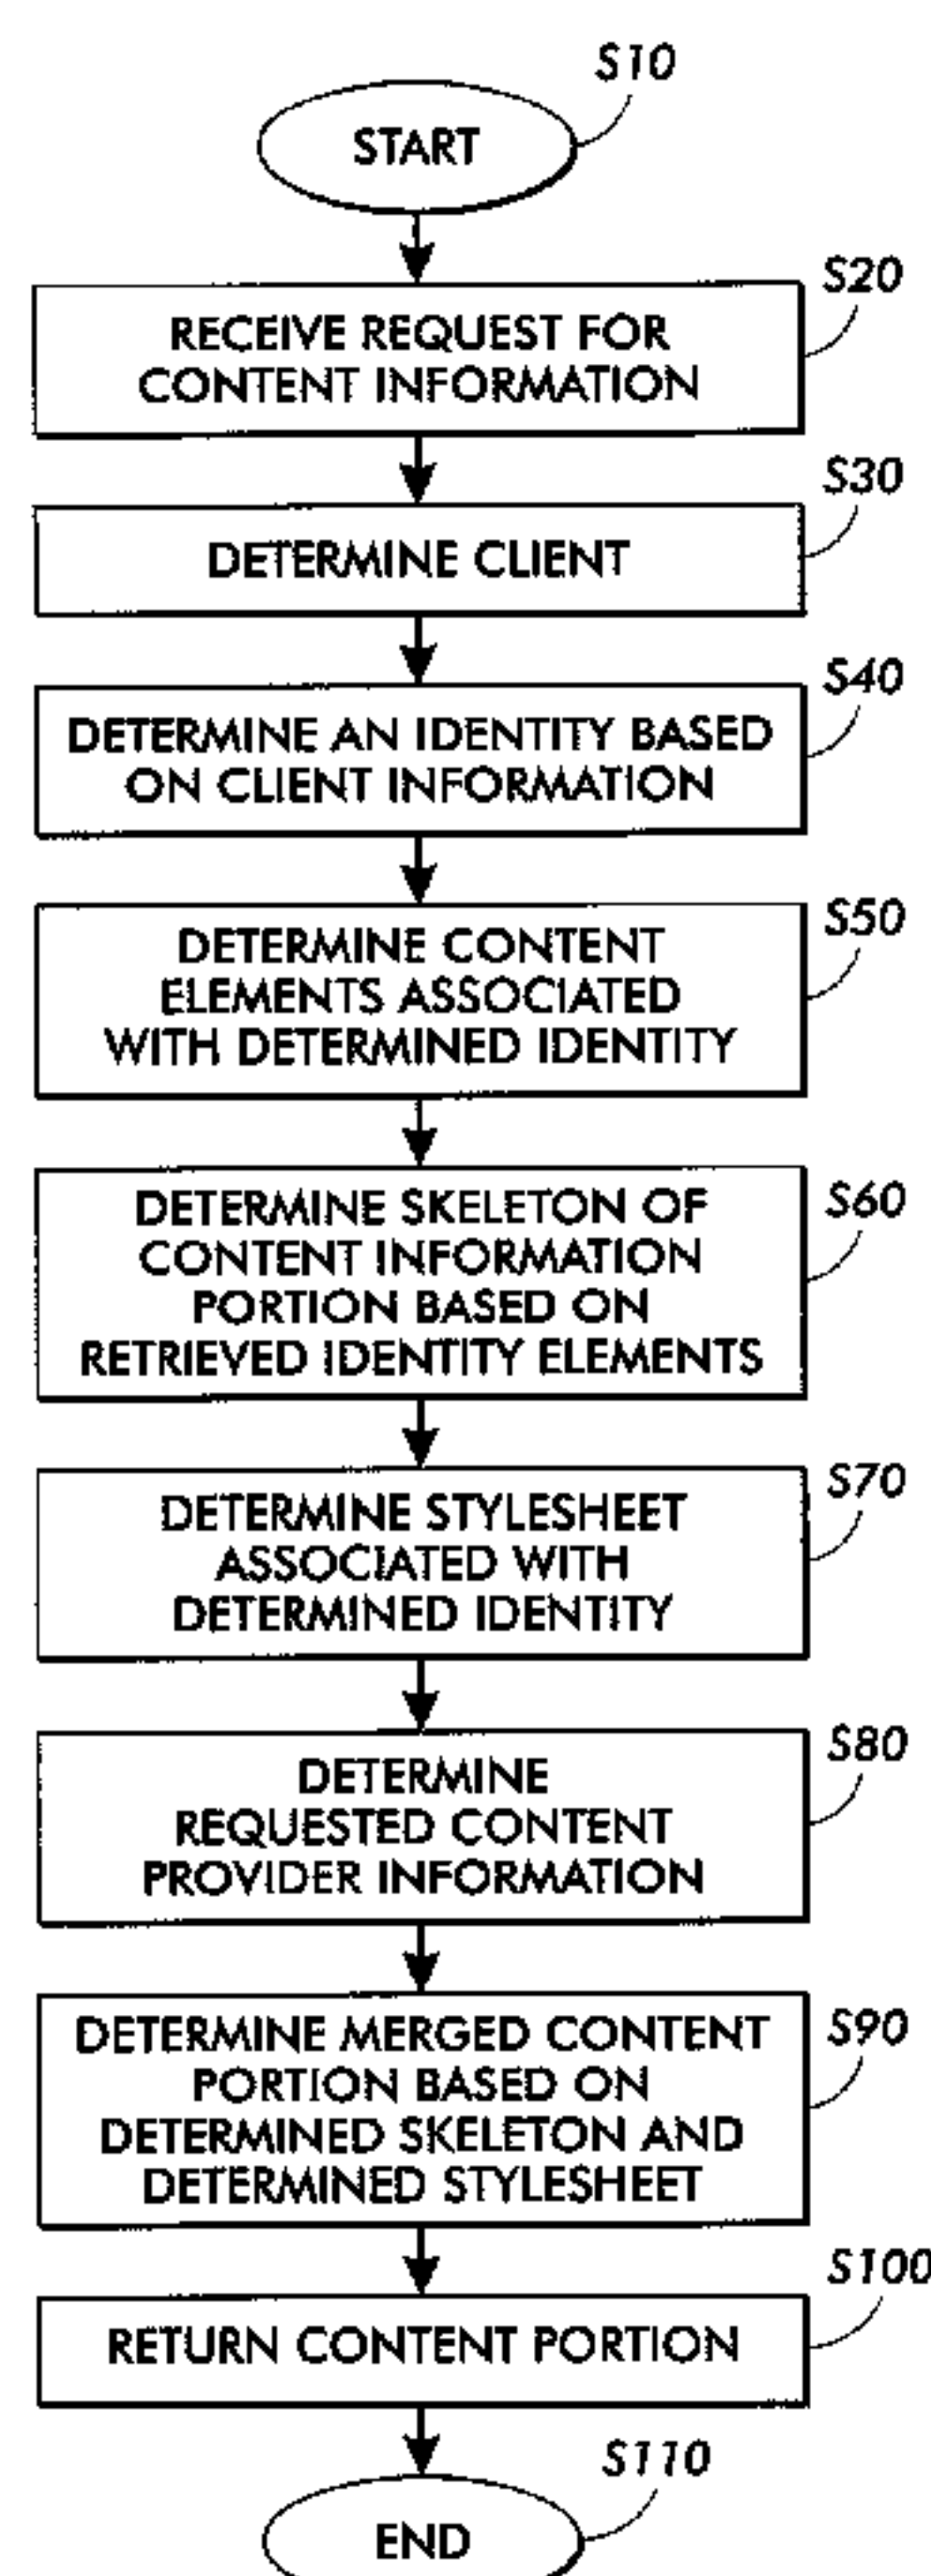 S10
START
S20
RECEIVE REQUEST FOR
CONTENT INFORMATION
S30
DETERMINE CLIENT
S40
DETERMINE AN IDENTITY BASED
ON CLIENT INFORMATION
S50
DETERMINE CONTENT
ELEMENTS ASSOCIATED
WITH DETERMINED IDENTITY
S60
DETERMINE SKELETON OF
CONTENT INFORMATION
PORTION BASED ON
RETRIEVED IDENTITY ELEMENTS
S70
DETERMINE STYLESHEET
ASSOCIATED WITH
DETERMINED IDENTITY
S80
DETERMINE
REQUESTED CONTENT
PROVIDER INFORMATION
S90
DETERMINE MERGED CONTENT
PORTION BASED ON
DETERMINED SKELETON AND
DETERMINED STYLESHEET
S100
RETURN CONTENT PORTION
S110
END